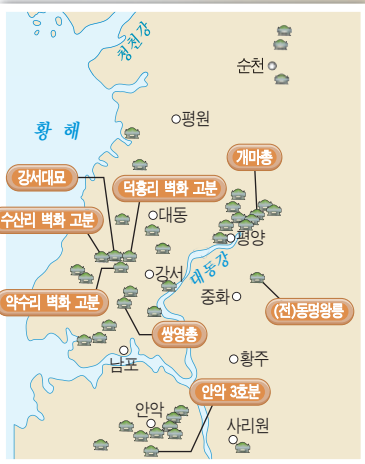 청천강
순천
평원
황 해
개마총
강서대묘
덕흥리 벽화 고분
수산리 벽화 고분
대동
평양
강서
대동강
약수리 벽화 고분
중화
(전)동명왕릉
쌍영총
남포
황주
안악 3호분
안악
사리원